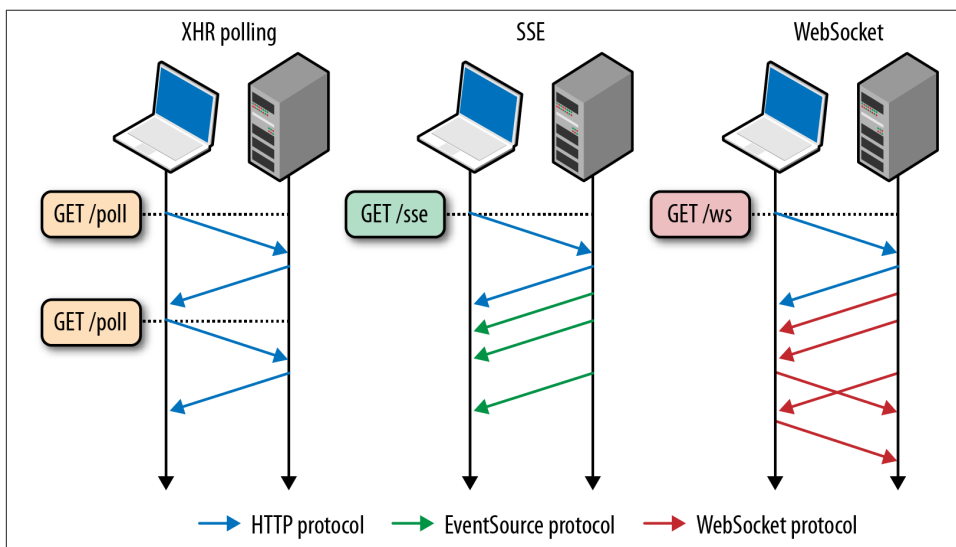 XHR polling
SSE
WebSocket
GET /poll
GET /sse
GET /ws
GET /poll
HTTP protocol
EventSource protocol
WebSocket protocol